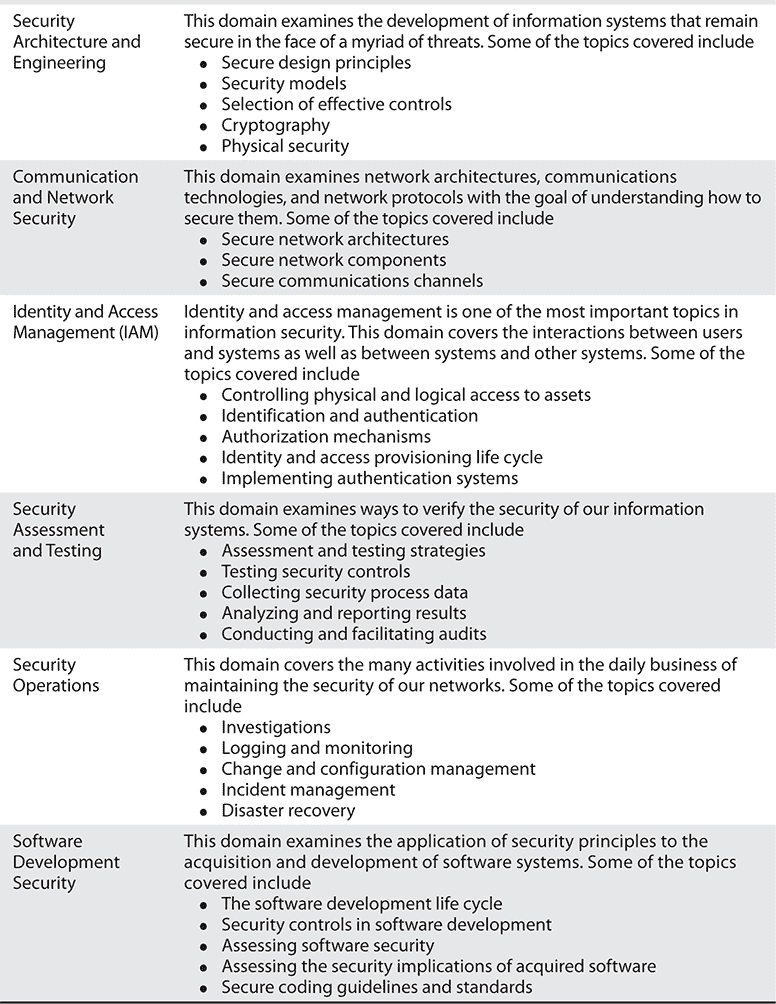 Security
Architecture and
Engineering
This domain examines the development of information systems that remain
secure in the face of a myriad of threats. Some of the topics covered include
• Secure design principles
• Security models
• Selection of effective controls
• Cryptography
• Physical security
Communication
and Network
Security
This domain examines network architectures, communications
technologies, and network protocols with the goal of understanding how to
secure them. Some of the topics covered include
• Secure network architectures
• Secure network components
• Secure communications channels
Identity and Access
Management (IAM)
Identity and access management is one of the most important topics in
information security. This domain covers the interactions between users
and systems as well as between systems and other systems. Some of the
topics covered include
• Controlling physical and logical access to assets
• Identification and authentication
• Authorization mechanisms
• Identity and access provisioning life cycle
• Implementing authentication systems
Security
Assessment
and Testing
This domain examines ways to verify the security of our information
systems. Some of the topics covered include
• Assessment and testing strategies
• Testing security controls
• Collecting security process data
• Analyzing and reporting results
• Conducting and facilitating audits
Security
Operations
This domain covers the many activities involved in the daily business of
maintaining the security of our networks. Some of the topics covered
include
• Investigations
• Logging and monitoring
• Change and configuration management
• Incident management
• Disaster recovery
Software
Development
Security
This domain examines the application of security principles to the
acquisition and development of software systems. Some of the topics
covered include
• The software development life cycle
• Security controls in software development
• Assessing software security
• Assessing the security implications of acquired software
• Secure coding guidelines and standards